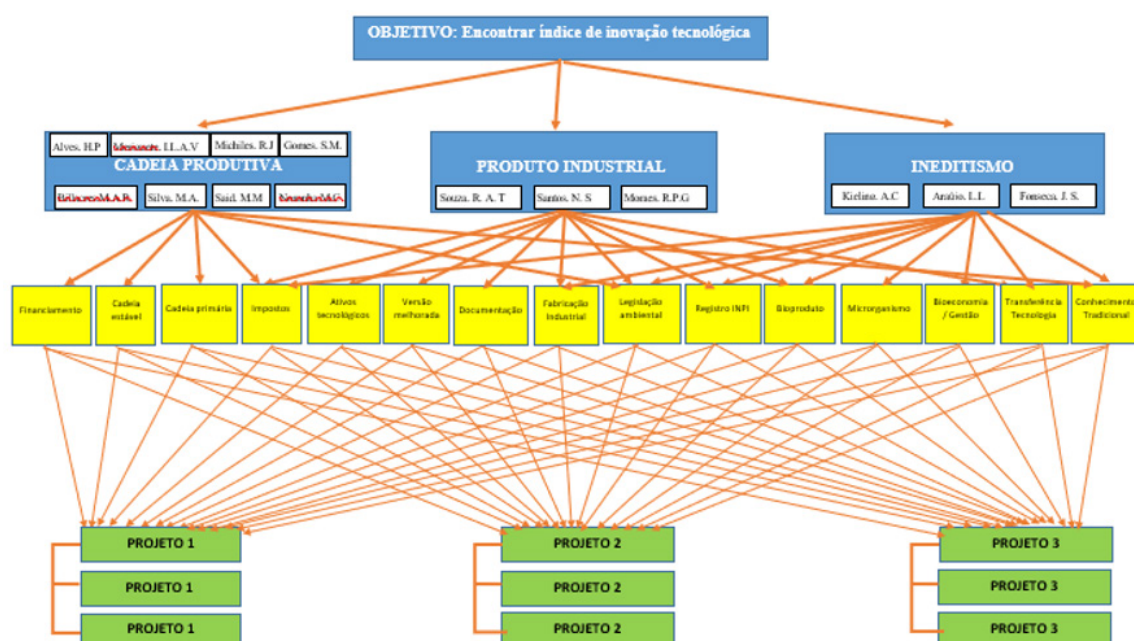 OBJETIVO: Encontrar índice de inovação tecnológica
Alves. H.P
I.L.A.V
Michiles. R.J
Gomes. S.M.
CADEIA PRODUTIVA
Silva. M.A.
Said. M.M
PRODUTO INDUSTRIAL
Souza. R. A. T
Santos. N. S
Moraes. R.P.G
INEDITISMO
Kieling. A.C
Araújo. L.L
Fonseca. J. S.
Financiamento
Cadeia
estável
Cadeia primária
Impostos
Ativos
tecnológicos
Versão
melhorada
Documentação
Fabricação
Industrial
Legislação
ambiental
Registro INPI
Bioproduto
Microrganismo
Bioeconomia
/ Gestão
Transferência
Tecnologia
Conhecimento
Tradicional
PROJETO 1
PROJETO 2
PROJETO 3
PROJETO 1
PROJETO 2
PROJETO 3
PROJETO 1
PROJETO 2
PROJETO 3